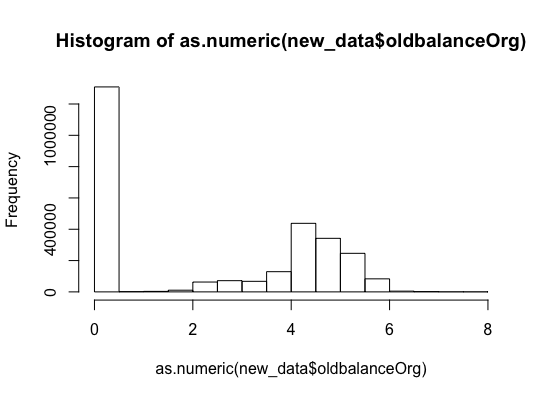 Histogram of as.numeric(new_data$oldbalanceOrg)
Frequency
1000000
400000
0
0 2 4 6 8
as.numeric(new_data$oldbalanceOrg)